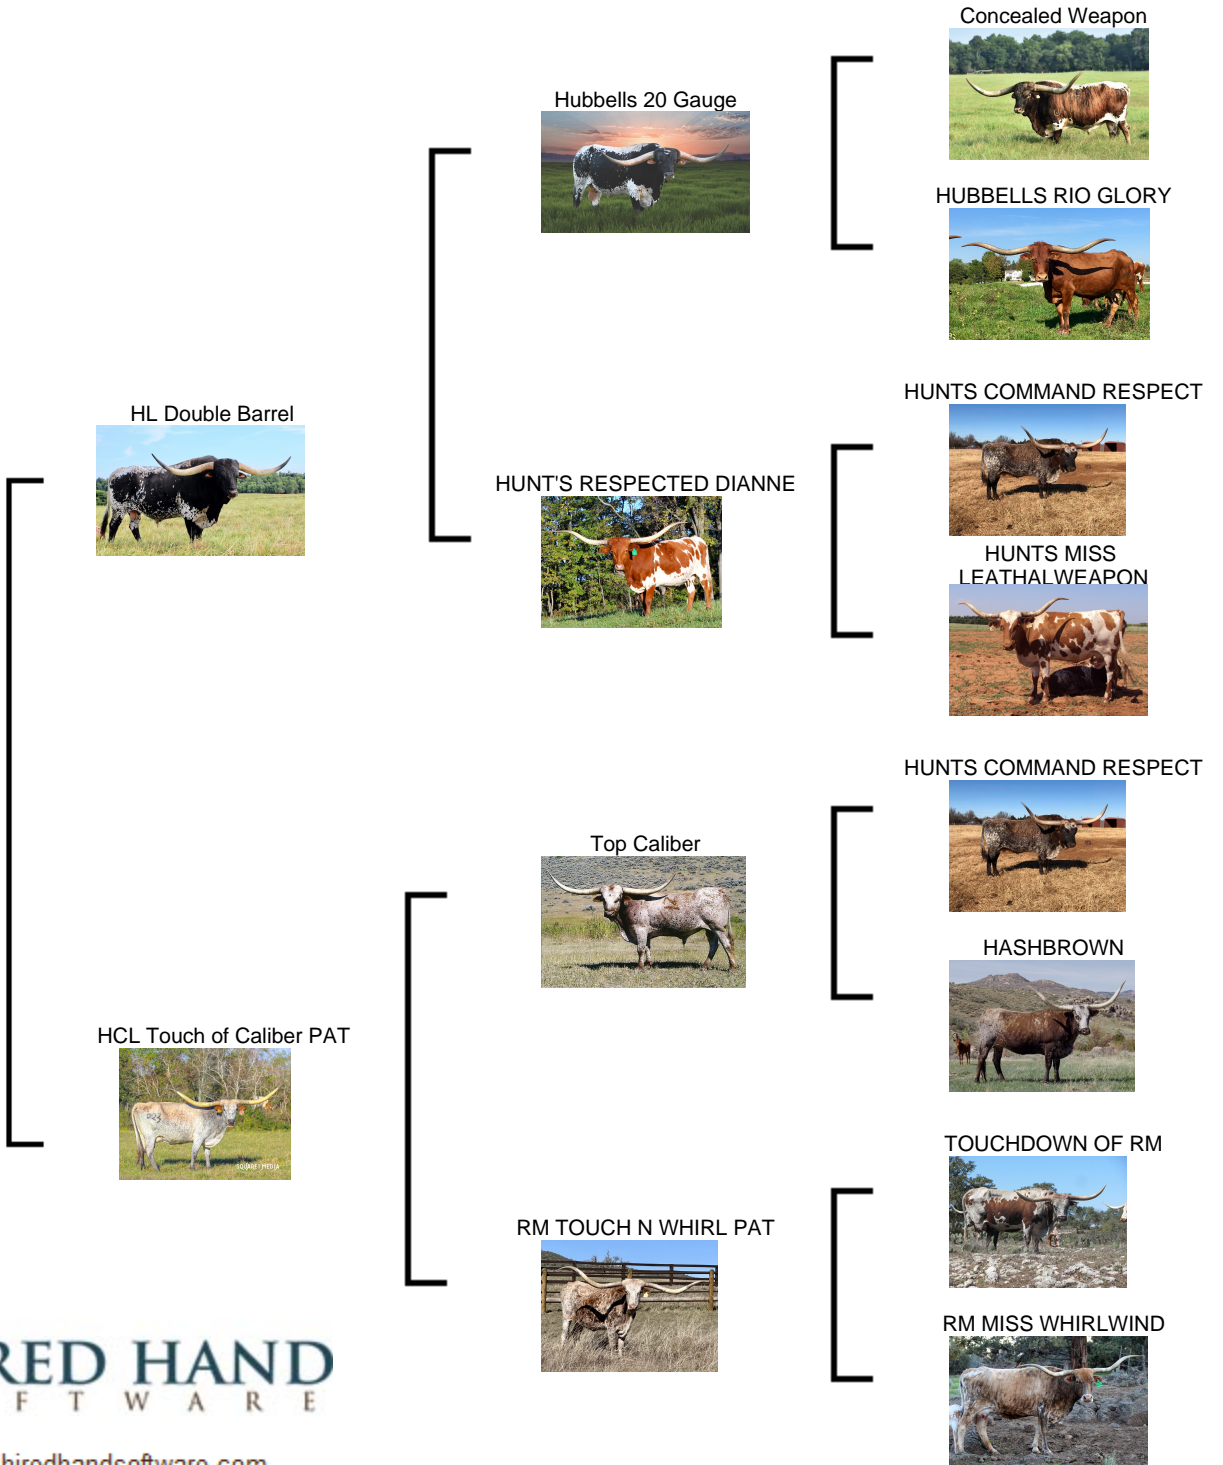 Concealed Weapon
Hubbells 20 Gauge
HUBBELLS RIO GLORY
HUNTS COMMAND RESPECT
HL Double Barrel
HUNT'S RESPECTED DIANNE
HUNTS MISS
LEATHALWEAPON
HUNTS COMMAND RESPECT
Top Caliber
HASHBROWN
HCL Touch of Caliber PAT
TOUCHDOWN OF RM
RM TOUCH N WHIRL PAT
RM MISS WHIRLWIND
RED HAND
F T W A R E
hiredhandsoftware.com